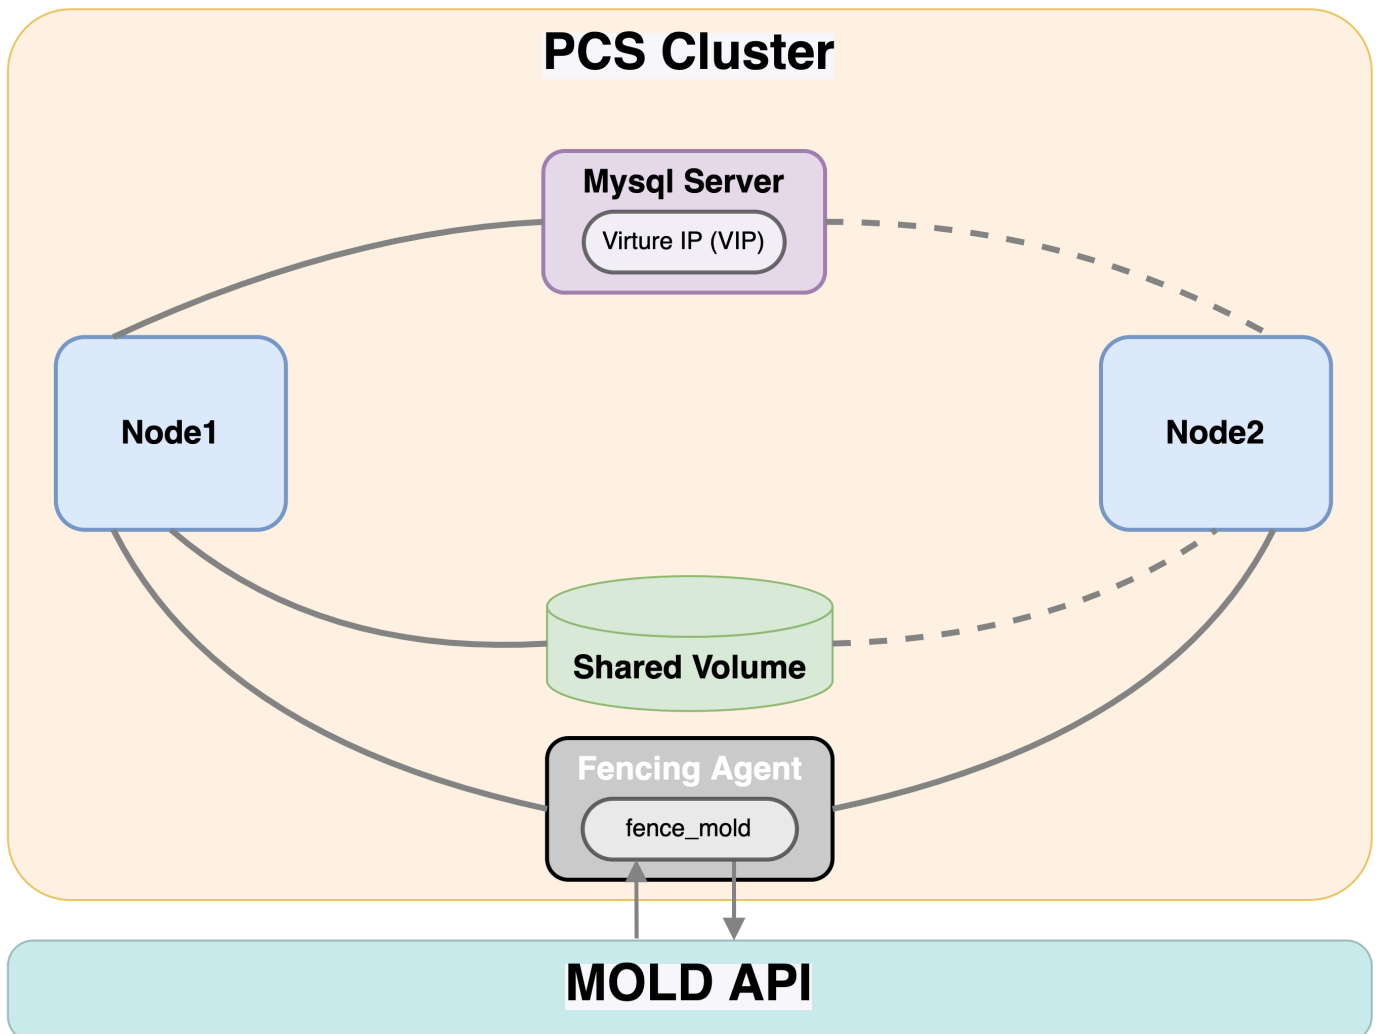 PCS Cluster
Mysql Server
Virture IP (VIP)
Node1
Node2
Shared Volume
Fencing Agent
fence_mold
MOLD API